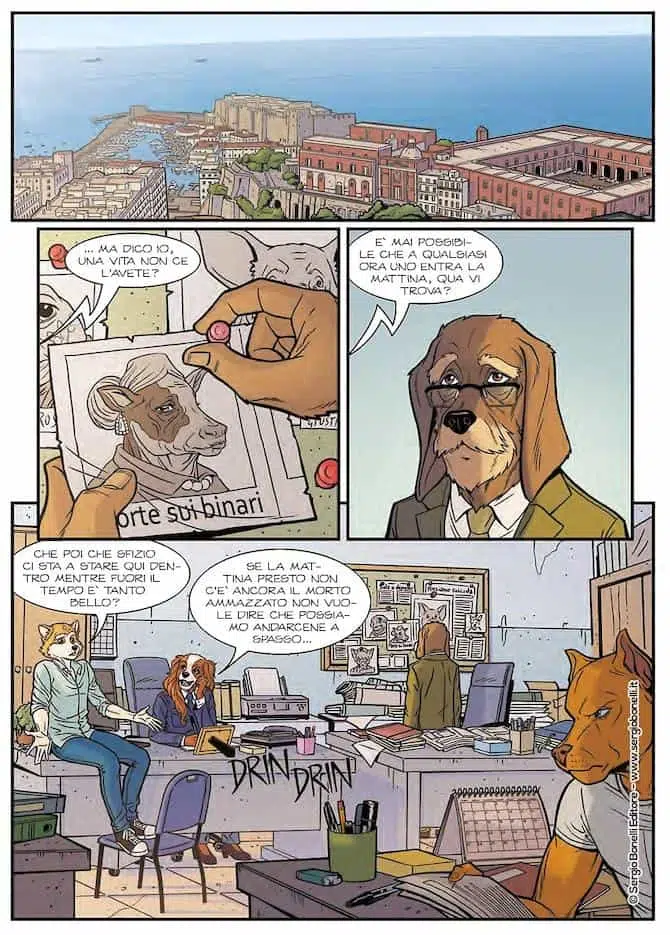 ... MA DICO IO,
UNA VITA NON CE
L'AVETE?
E` MAI POSSIBI-
LE CHE A QUALSIASI
ORA UNO ENTRA LA
MATTINA, QUA VI
TROVA?
orte sui binari
CHE POI CHE SFIZIO
CI STA A STARE QUI DEN-
TRO MENTRE FUORI IL
TEMPO E` TANTO
BELLO?
SE LA MAT-
TINA PRESTO NON
C'E` ANCORA IL MORTO
AMMAZZATO NON VUO-
LE DIRE CHE POSSIA-
MO ANDARCENE A
SPASSO...
DRIN DRIN
© Sergio Bonelli Editore - www.sergiobonelli.it